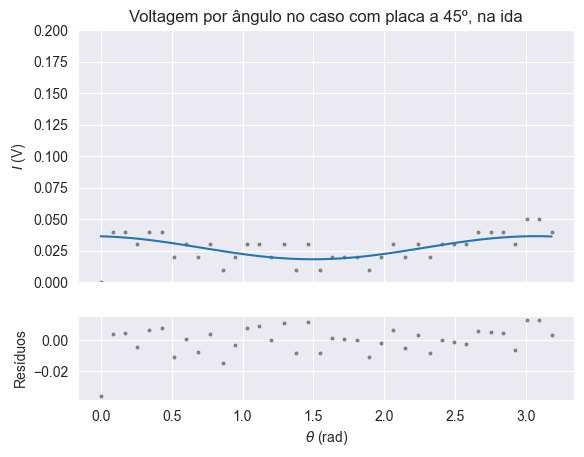 Voltagem por ângulo no caso com placa a 45º, na ida
0.200
0.175
0.150
0.125
0.100
0.075
0.050
0.025
0.000
I (V)
0.00
−0.02
Resíduos
0.0 0.5 1.0 1.5 2.0 2.5 3.0
θ (rad)